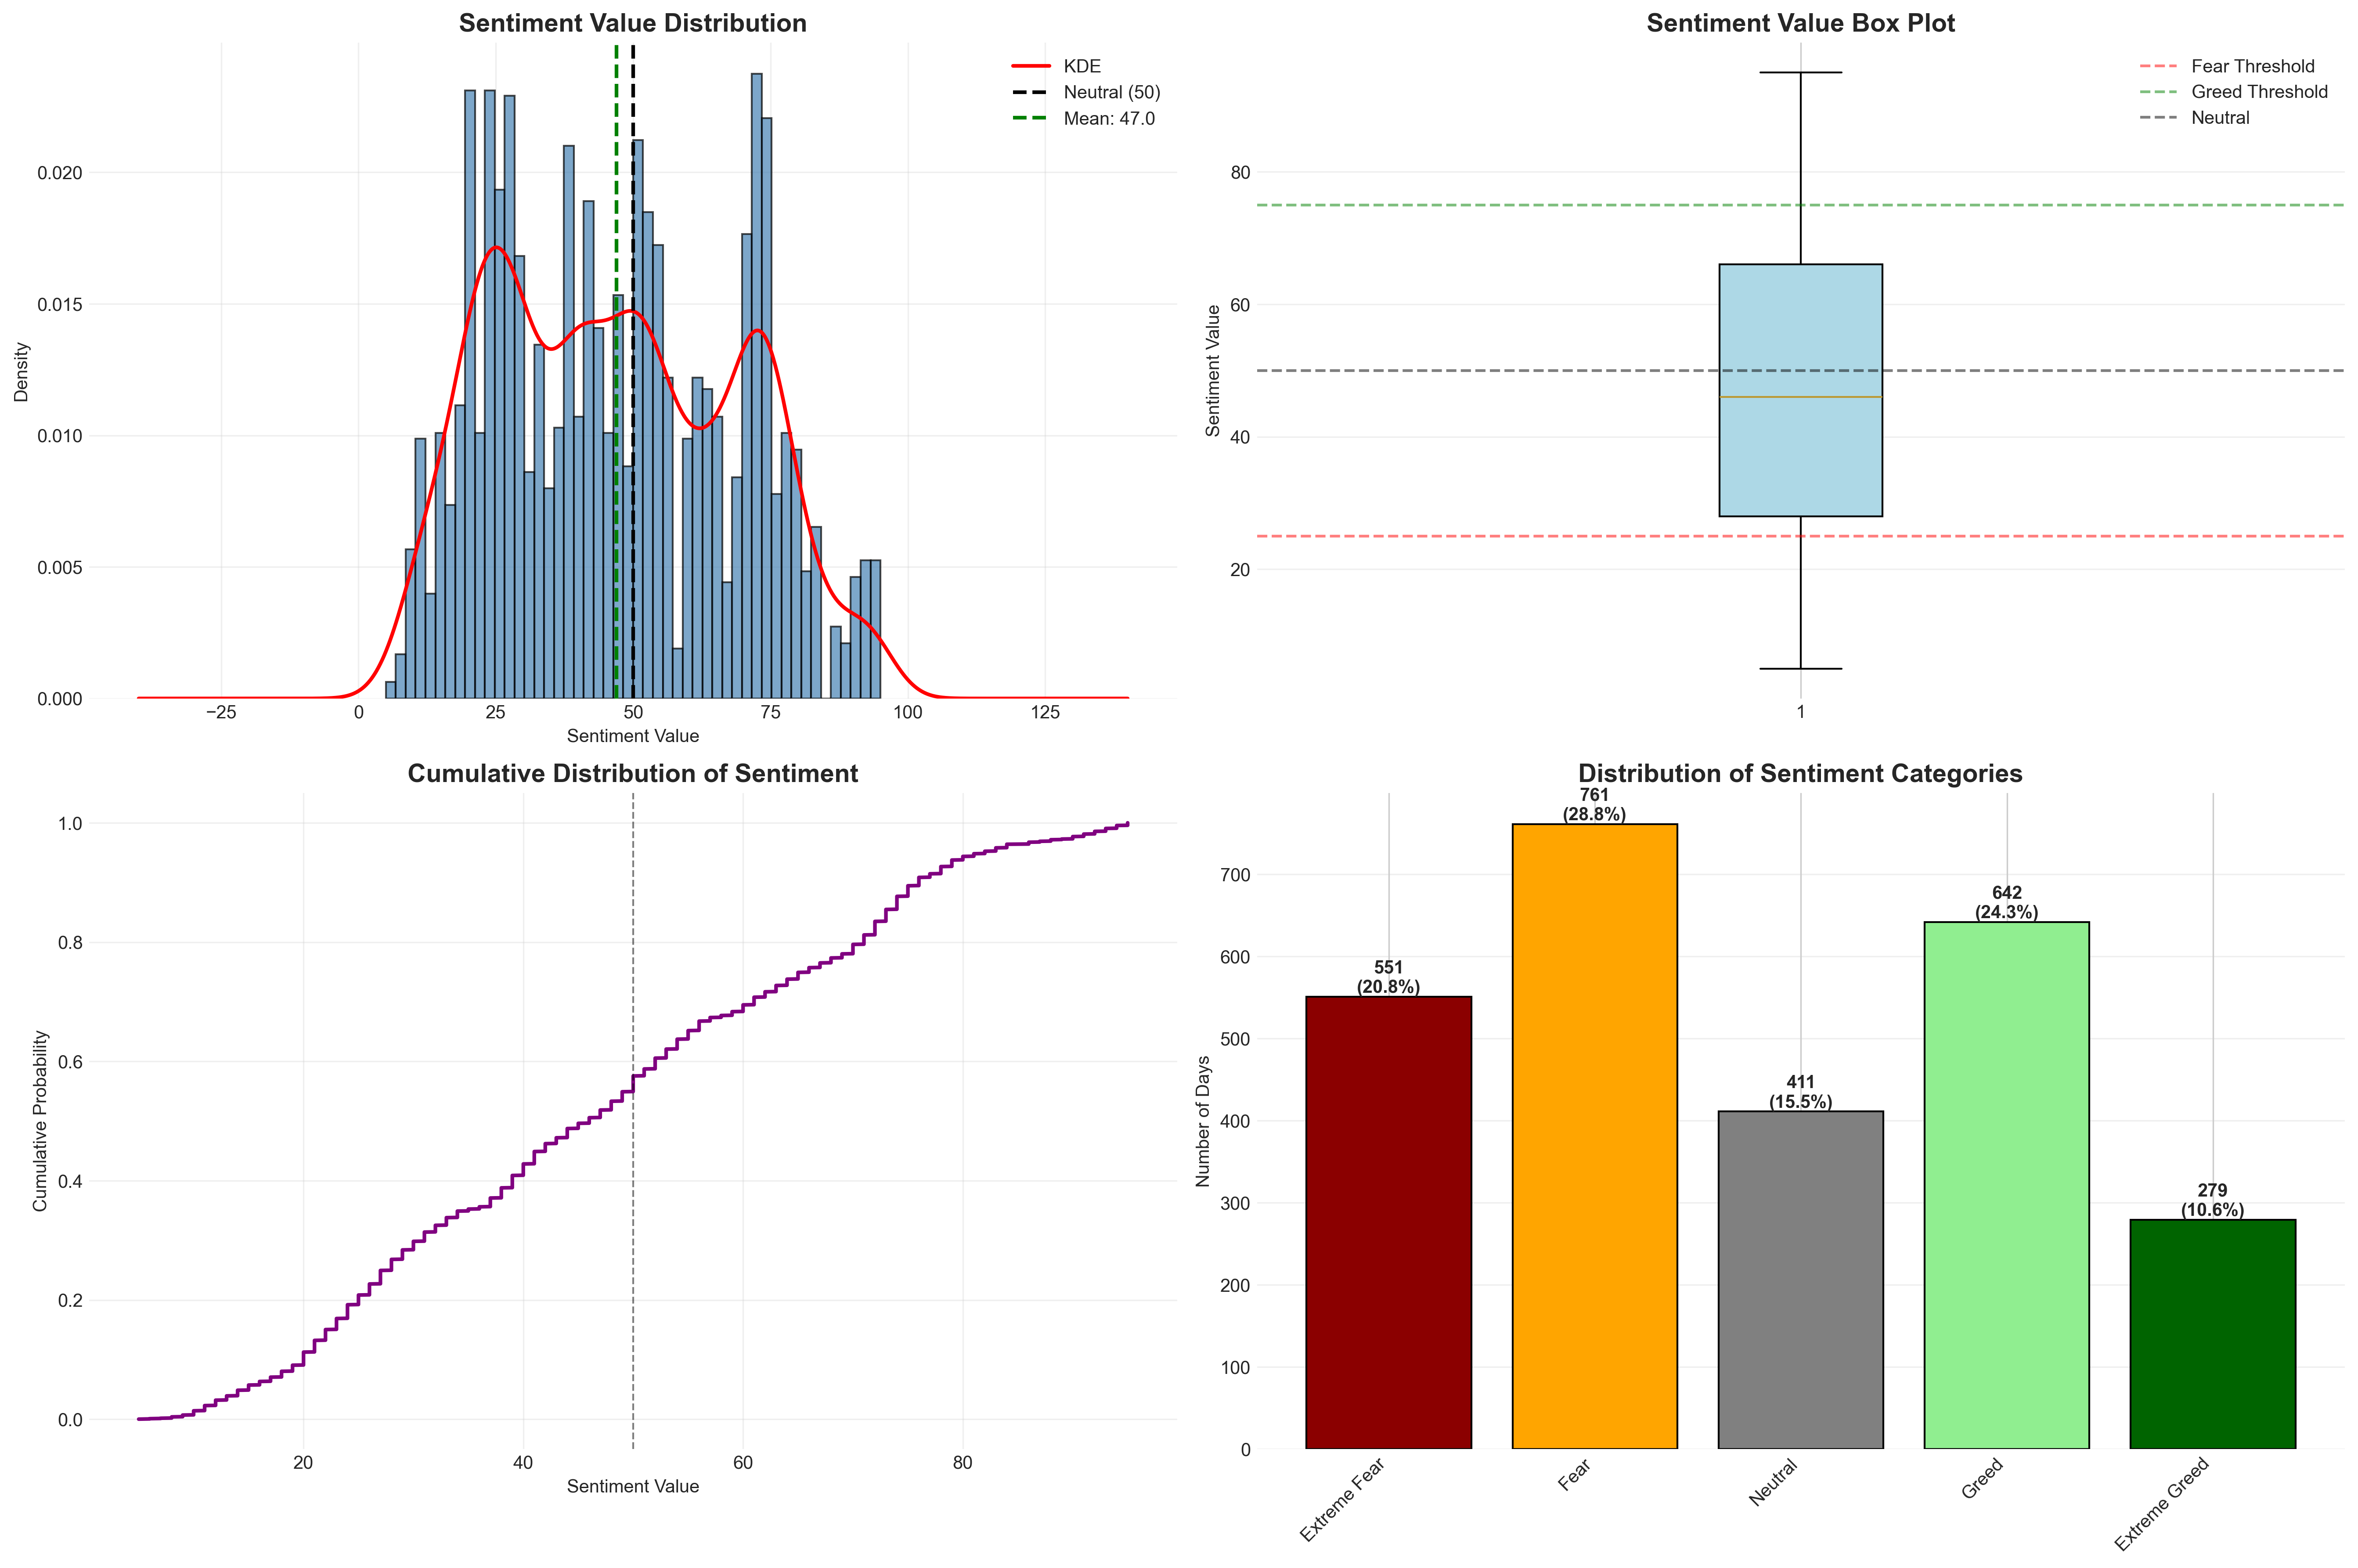 Sentiment Value Distribution
KDE
Neutral (50)
Mean: 47.0
Density
0.020
0.015
0.010
0.005
0.000
−25
0
25
50
75
100
125
Sentiment Value
Sentiment Value Box Plot
Fear Threshold
Greed Threshold
Neutral
Sentiment Value
80
60
40
20
1
Cumulative Distribution of Sentiment
Cumulative Probability
1.0
0.8
0.6
0.4
0.2
0.0
20
40
60
80
Sentiment Value
Distribution of Sentiment Categories
Number of Days
700
600
500
400
300
200
100
0
551
(20.8%)
761
(28.8%)
411
(15.5%)
642
(24.3%)
279
(10.6%)
Extreme Fear
Fear
Neutral
Greed
Extreme Greed